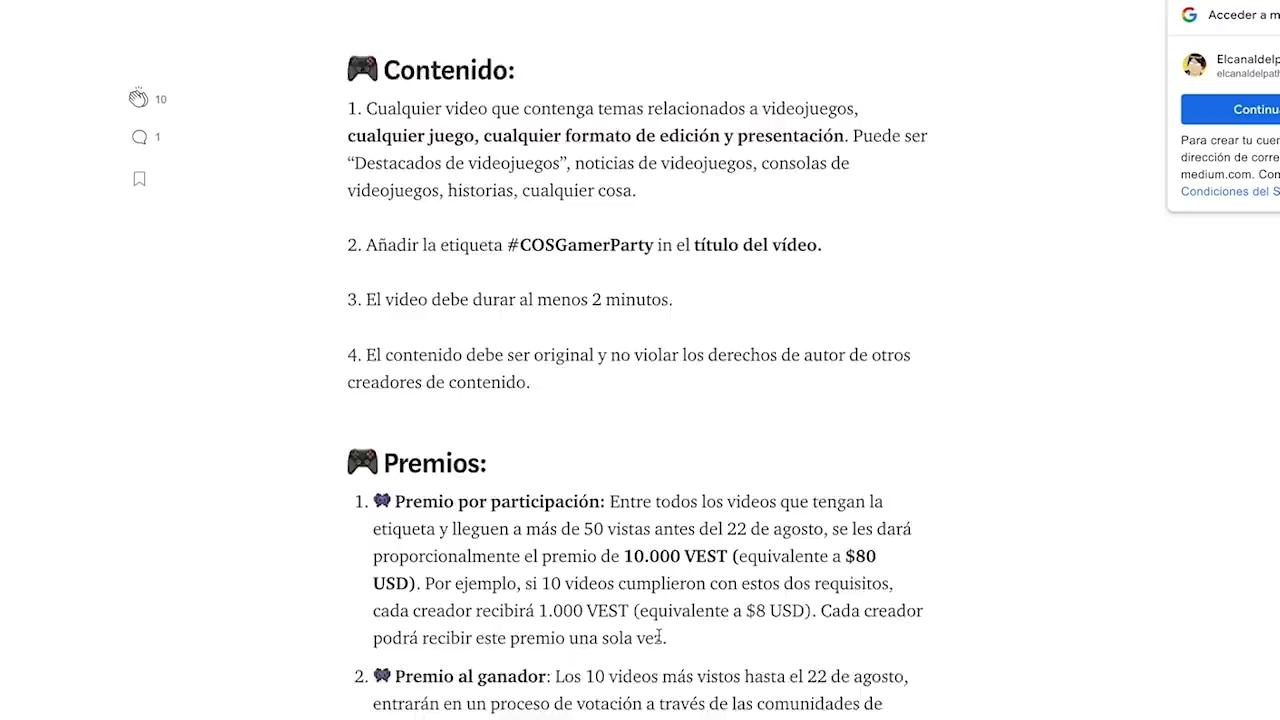 Acceder a m
Contenido:
Elcanaldelp
elcanaldelpath
10
1. Cualquier video que contenga temas relacionados a videojuegos,
Continua
cualquier juego, cualquier formato de edición y presentación. Puede ser
1
Para crear tu cuen
“Destacados de videojuegos”, noticias de videojuegos, consolas de
dirección de corre
medium.com. Con
videojuegos, historias, cualquier cosa.
Condiciones del S
2. Añadir la etiqueta #COSGamerParty in el título del vídeo.
3. El video debe durar al menos 2 minutos.
4. El contenido debe ser original y no violar los derechos de autor de otros
creadores de contenido.
Premios:
1. Premio por participación: Entre todos los videos que tengan la
etiqueta y lleguen a más de 50 vistas antes del 22 de agosto, se les dará
proporcionalmente el premio de 10.000 VEST (equivalente a $80
USD). Por ejemplo, si 10 videos cumplieron con estos dos requisitos,
cada creador recibirá 1.000 VEST (equivalente a $8 USD). Cada creador
podrá recibir este premio una sola vez.
2. Premio al ganador: Los 10 videos más vistos hasta el 22 de agosto,
entrarán en un proceso de votación a través de las comunidades de